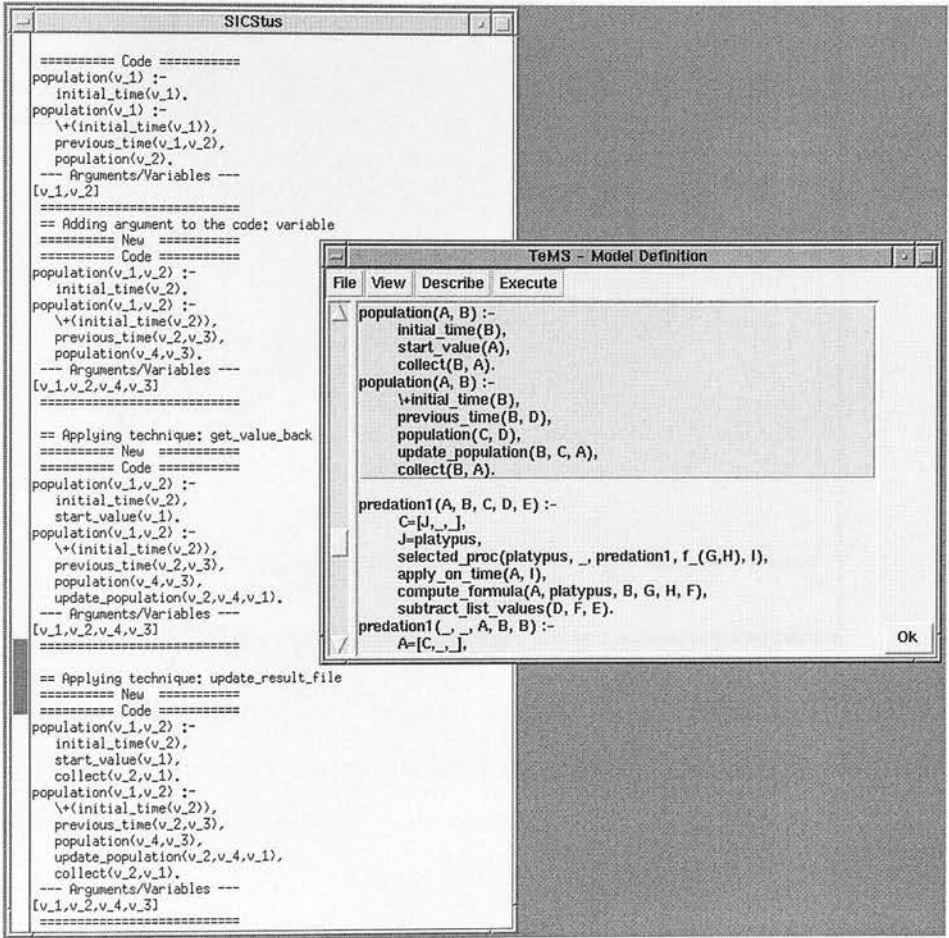 SICStus
========== Code ===========
population(v_1) :-
initial_time(v_1).
population(v_1) :-
\+(initial_time(v_1)),
previous_time(v_1,v_2),
population(v_2).
--- Arguments/Variables ---
[v_1,v_2]
===========================
== Adding argument to the code: variable
========== New ===========
========== Code ===========
population(v_1,v_2) :-
initial_time(v_2).
population(v_1,v_2) :-
\+(initial_time(v_2)),
previous_time(v_2,v_3),
population(v_4,v_3).
--- Arguments/Variables ---
[v_1,v_2,v_4,v_3]
===========================
== Applying technique: get_value_back
========== New ===========
========== Code ===========
population(v_1,v_2) :-
initial_time(v_2),
start_value(v_1).
population(v_1,v_2) :-
\+(initial_time(v_2)),
previous_time(v_2,v_3),
population(v_4,v_3),
update_population(v_2,v_4,v_1).
--- Arguments/Variables ---
[v_1,v_2,v_4,v_3]
===========================
== Applying technique: update_result_file
========== New ===========
========== Code ===========
population(v_1,v_2) :-
initial_time(v_2),
start_value(v_1),
collect(v_2,v_1).
population(v_1,v_2) :-
\+(initial_time(v_2)),
previous_time(v_2,v_3),
population(v_4,v_3),
update_population(v_2,v_4,v_1),
collect(v_2,v_1).
--- Arguments/Variables ---
[v_1,v_2,v_4,v_3]
===========================
TeMS - Model Definition
File View Describe Execute
population(A, B) :-
initial_time(B),
start_value(A),
collect(B, A).
population(A, B) :-
\+initial_time(B),
previous_time(B, D),
population(C, D),
update_population(B, C, A),
collect(B, A).
predation1(A, B, C, D, E) :-
C=[J,_,_],
J=platypus,
selected_proc(platypus, _, predation1, f_(G,H), I),
apply_on_time(A, I),
compute_formula(A, platypus, B, G, H, F),
subtract_list_values(D, F, E).
predation1(_, _, A, B, B) :-
A=[C,_,_],
Ok